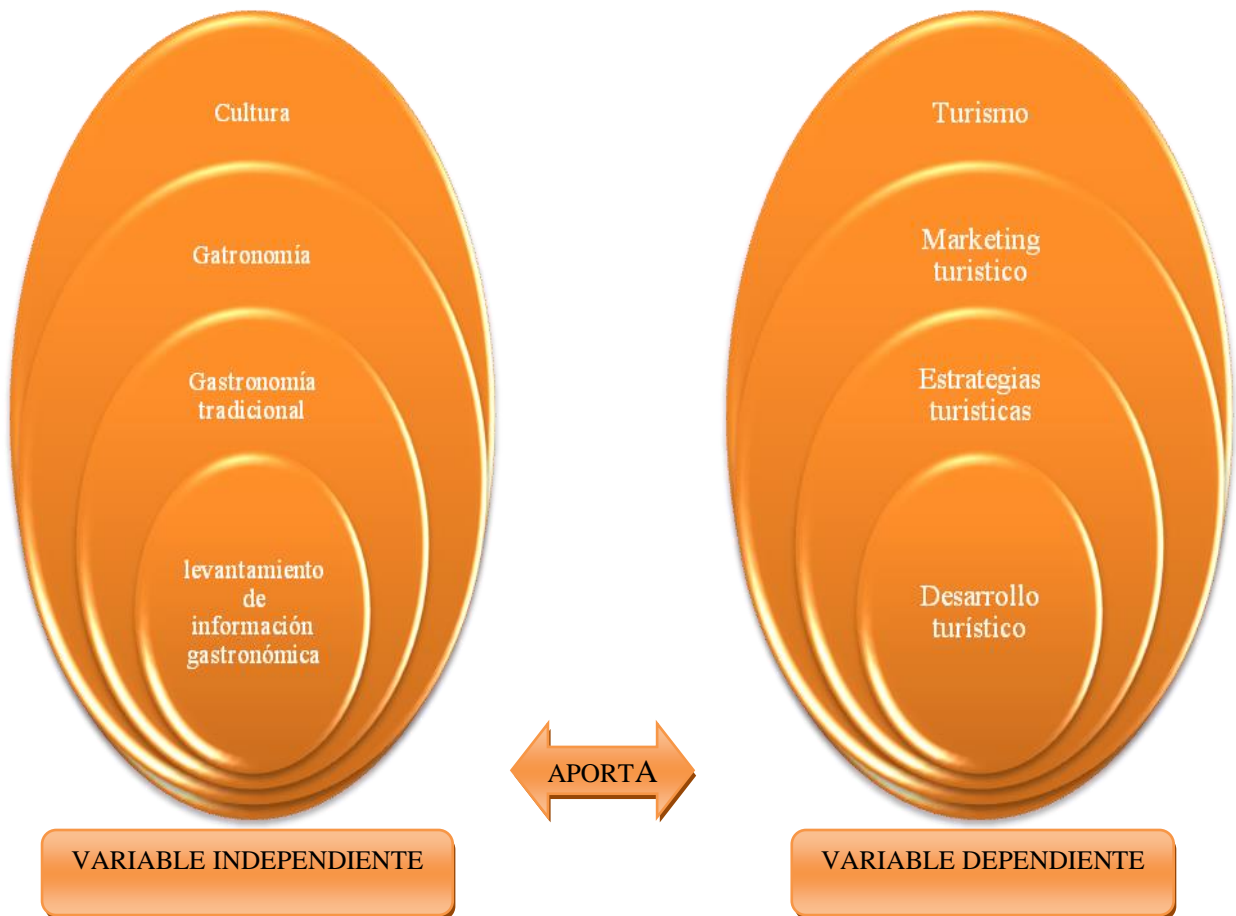 Cultura
Gatronomía
Gastronomía
tradicional
levantamiento
de
información
gastronómica
VARIABLE INDEPENDIENTE
APORTA
Turismo
Marketing
turistico
Estrategias
turisticas
Desarrollo
turístico
VARIABLE DEPENDIENTE